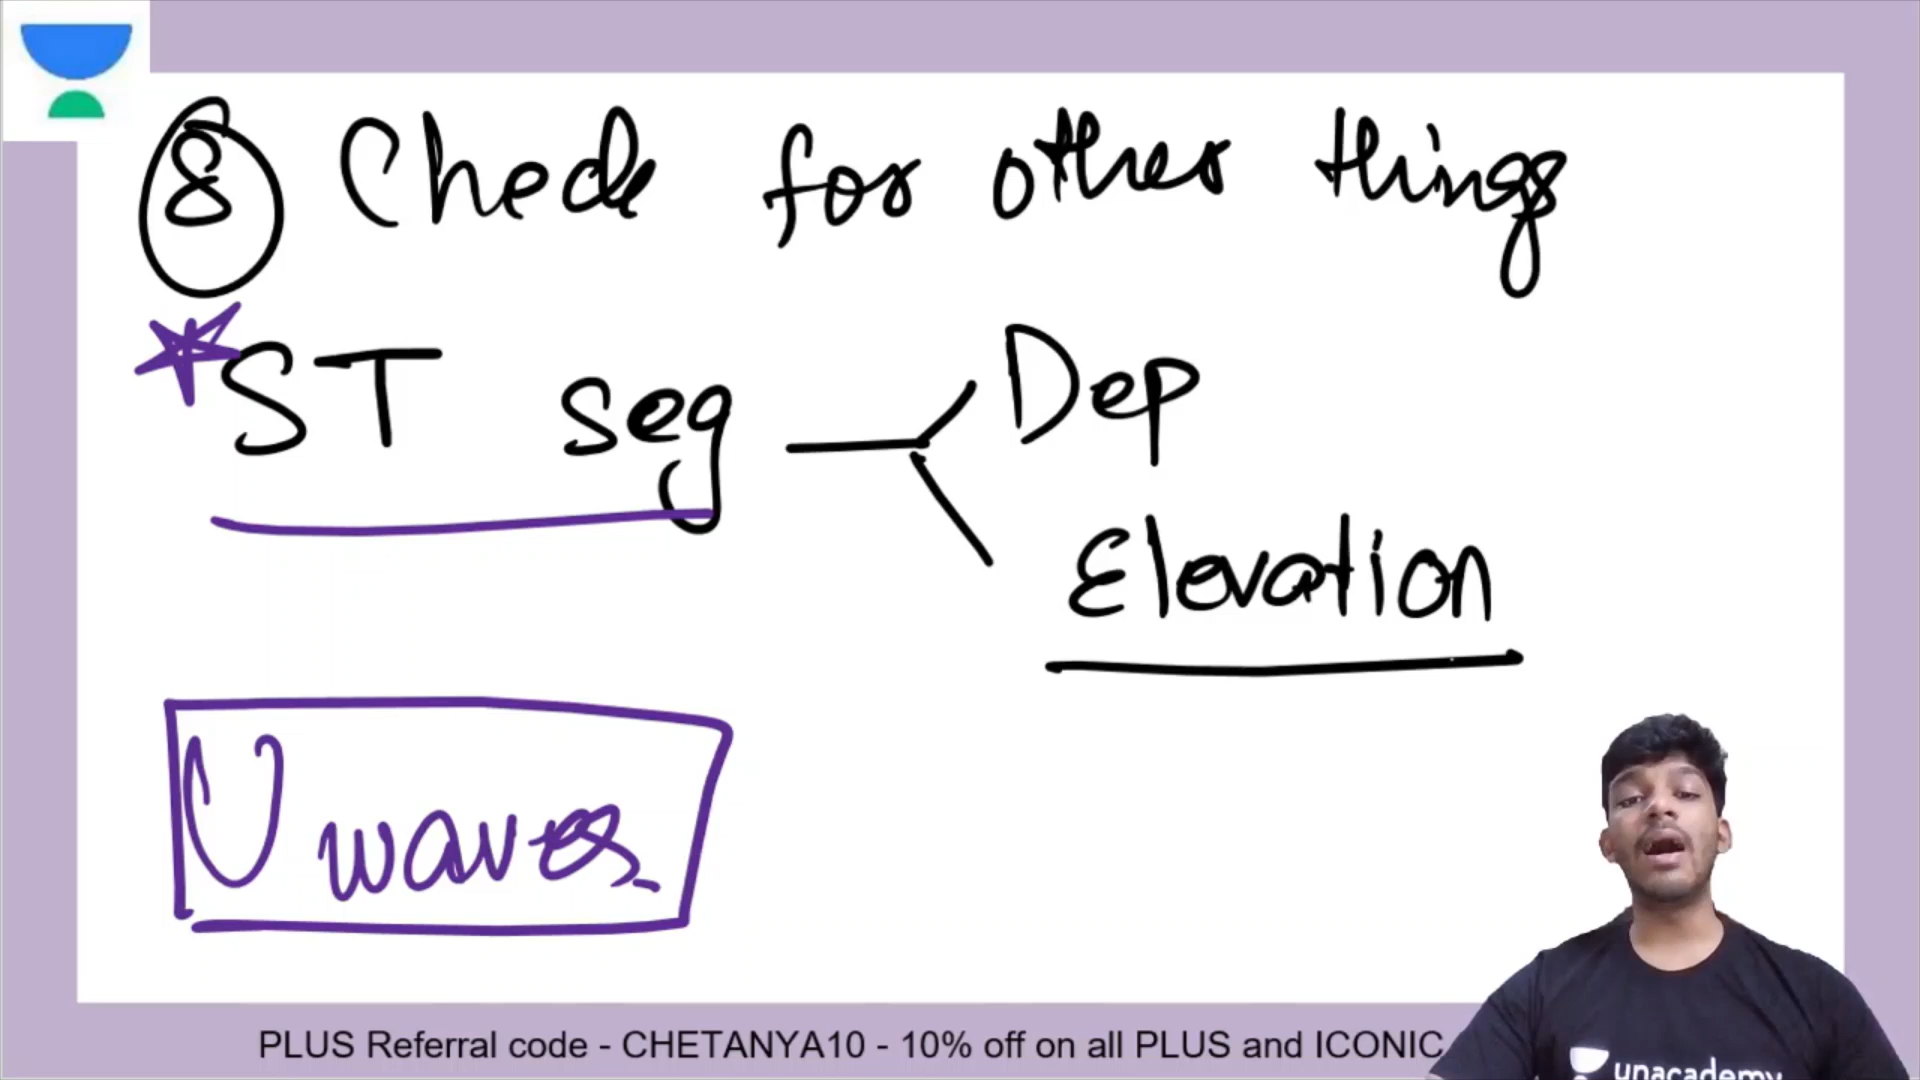 8 Check for other things
* ST seg Dep
Elevation
U waves
PLUS Referral code - CHETANYA10 - 10% off on all PLUS and ICONIC
unacademy